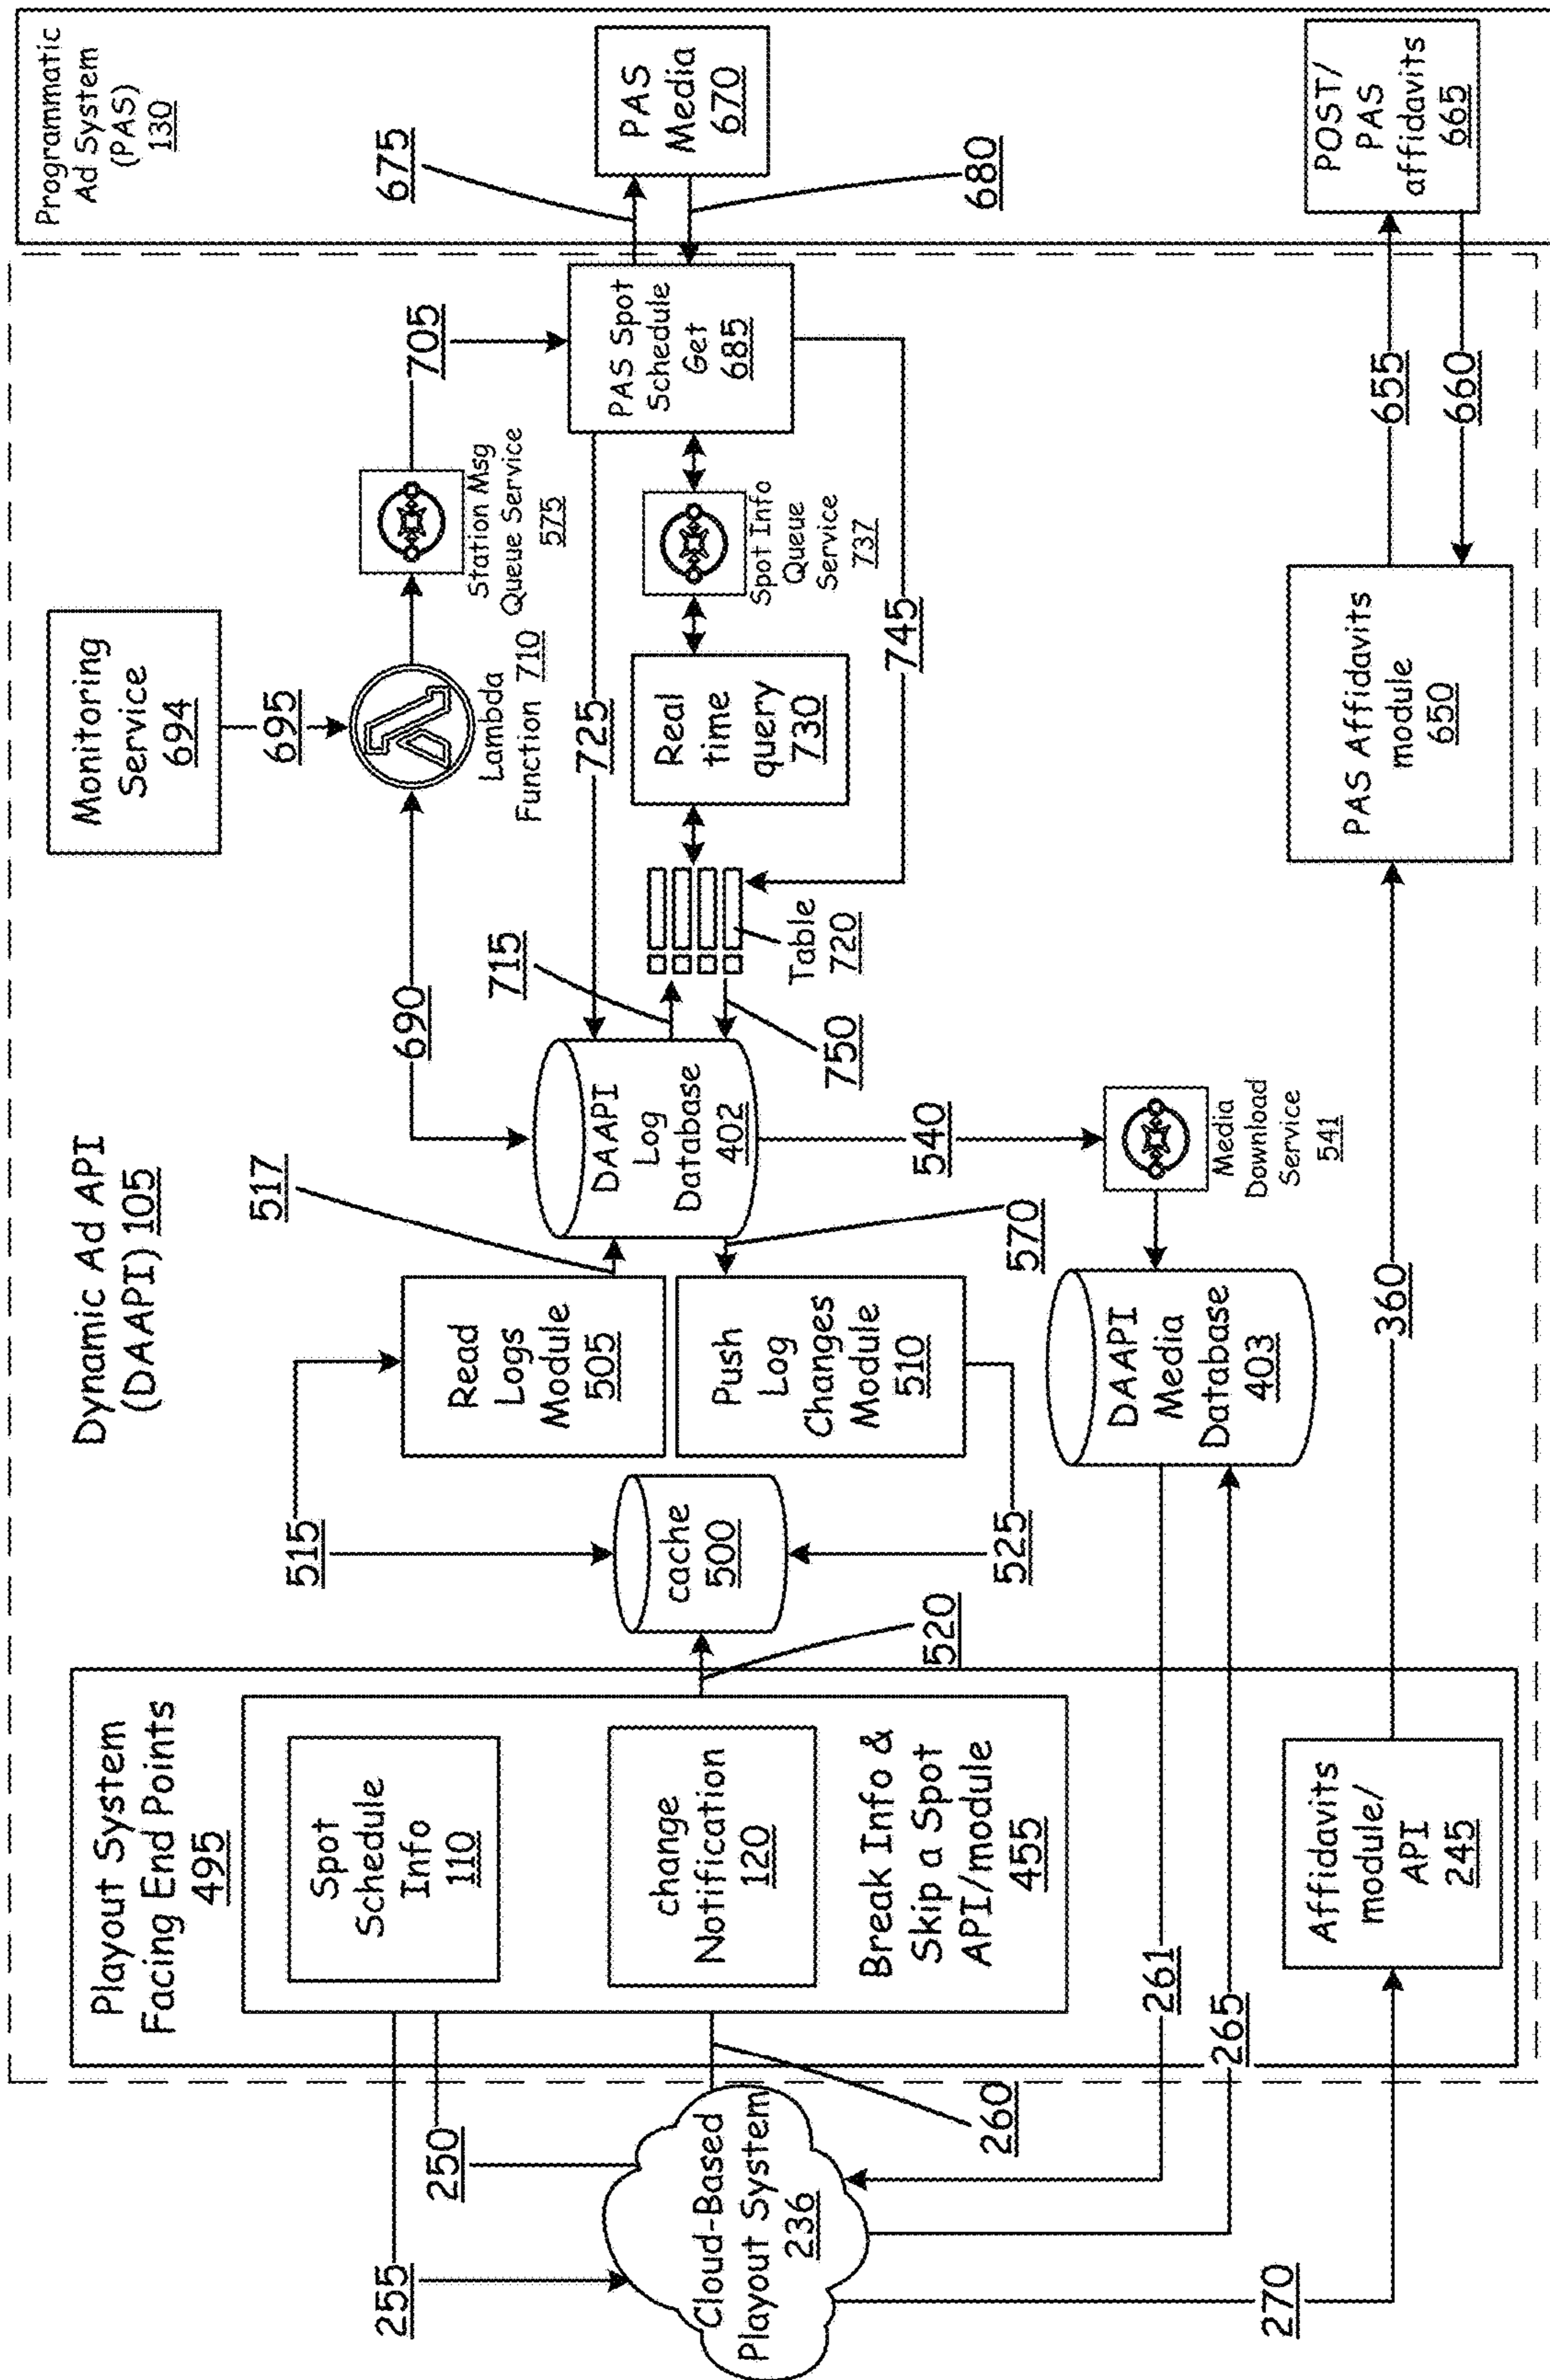 Dynamic Ad API
(DAAPI) 105
Programmatic
Ad System
(PAS)
130
Playout System
Facing End Points
495
Spot
Schedule
Info
110
change
Notification
120
Break Info &
Skip a Spot
API/module
455
Affidavits
module/
API
245
Cloud-Based
Playout System
236
255
250
260
261
265
270
515
520
525
cache
500
Read
Logs
Module
505
Push
Log
Changes
Module
510
517
570
DAAPI
Log
Database
402
DAAPI
Media
Database
403
540
Media
Download
Service
541
690
715
750
Table
720
Monitoring
Service
694
695
Lambda
Function 710
Station Msg
Queue Service
575
705
725
Real
time
query
730
Spot Info
Queue
Service
737
745
PAS Spot
Schedule
Get
685
675
680
PAS
Media
670
360
PAS Affidavits
module
650
655
660
POST/
PAS
affidavits
665